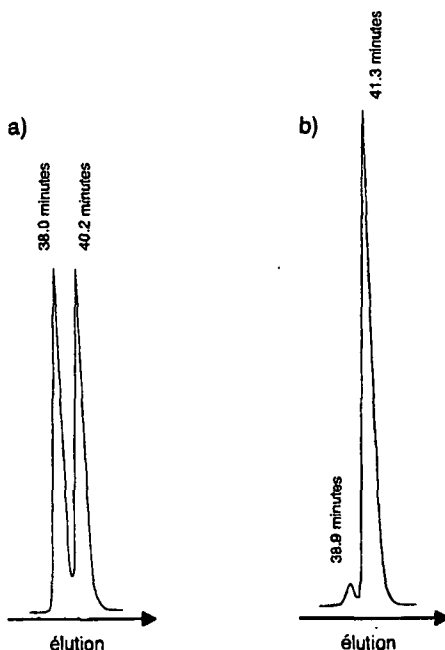 a)
38.0 minutes
40.2 minutes
élution
b)
38.9 minutes
41.3 minutes
élution